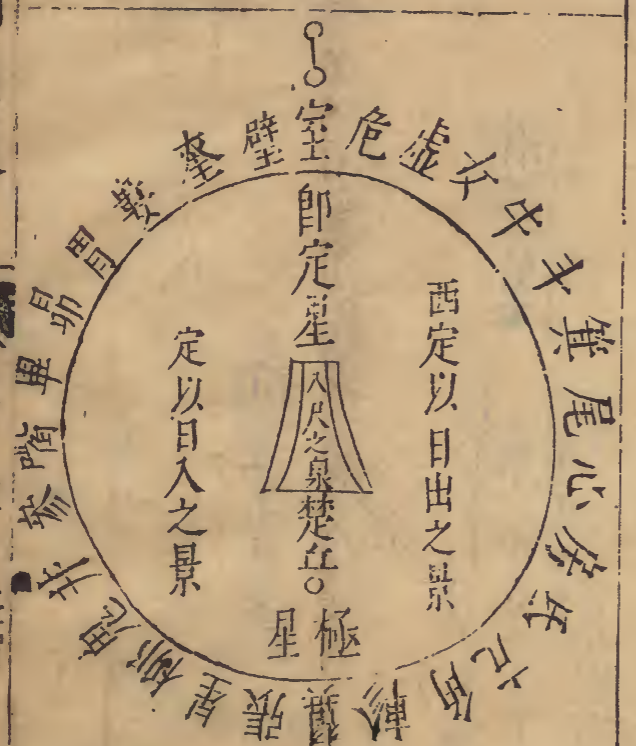 室壁奎婁胃昴畢觜參井鬼柳星張翼軫角亢氐房心尾箕斗牛女虛危
西定以日出之景
即定星
八尺之臬
楚丘
極星
定以日入之景